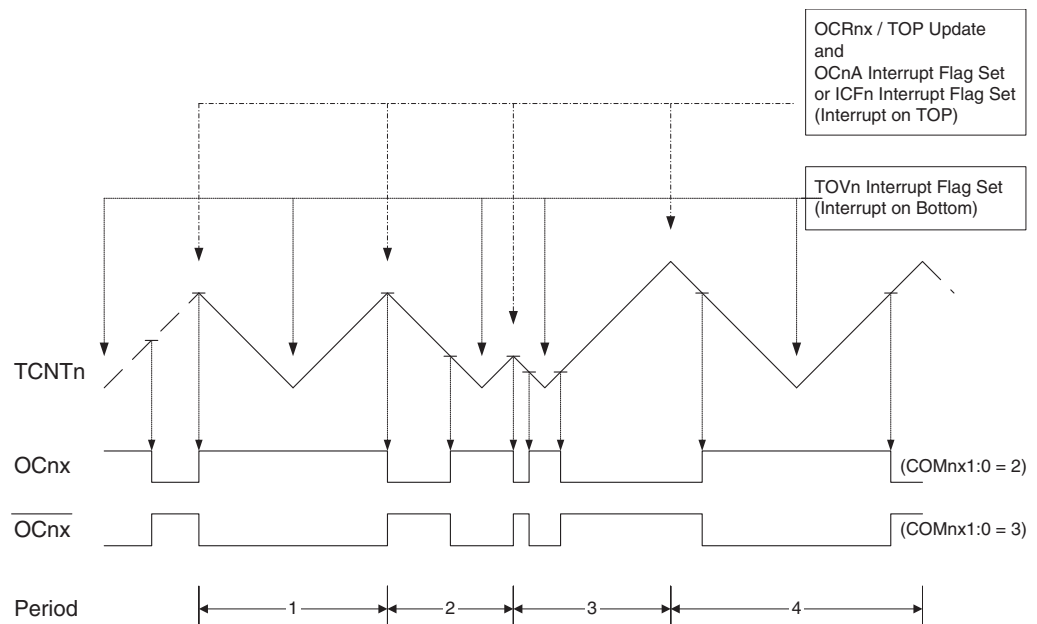 OCRnx / TOP Update
and
OCnA Interrupt Flag Set
or ICFn Interrupt Flag Set
(Interrupt on TOP)
TOVn Interrupt Flag Set
(Interrupt on Bottom)
TCNTn
OCnx
(COMnx1:0 = 2)
OCnx
(COMnx1:0 = 3)
Period
1
2
3
4